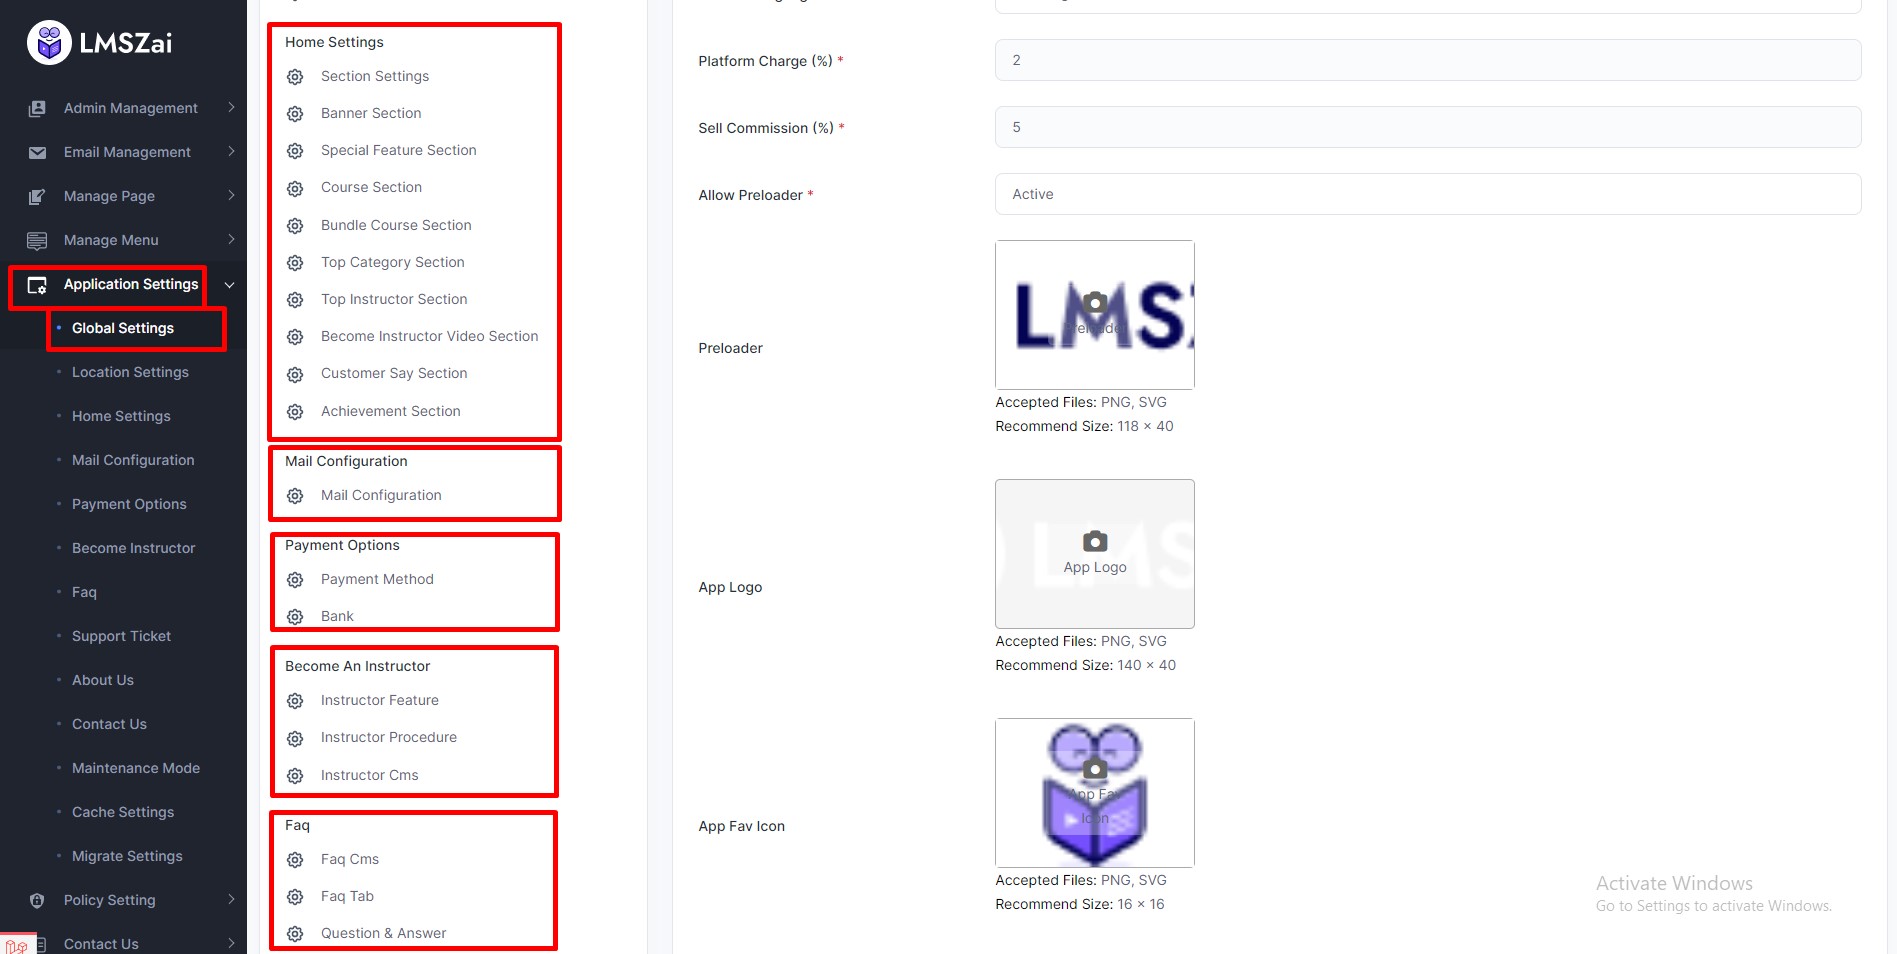 LMSZai
Admin Management
Email Management
Manage Page
Manage Menu
Application Settings
Global Settings
Location Settings
Home Settings
Mail Configuration
Payment Options
Become Instructor
Faq
Support Ticket
About Us
Contact Us
Maintenance Mode
Cache Settings
Migrate Settings
Policy Setting
Contact Us
Home Settings
Section Settings
Banner Section
Special Feature Section
Course Section
Bundle Course Section
Top Category Section
Top Instructor Section
Become Instructor Video Section
Customer Say Section
Achievement Section
Mail Configuration
Mail Configuration
Payment Options
Payment Method
Bank
Become An Instructor
Instructor Feature
Instructor Procedure
Instructor Cms
Faq
Faq Cms
Faq Tab
Question & Answer
Platform Charge (%) *
2
Sell Commission (%) *
5
Allow Preloader *
Active
Preloader
LMSZ
Preloader
Accepted Files: PNG, SVG
Recommend Size: 118 × 40
App Logo
LMS
App Logo
Accepted Files: PNG, SVG
Recommend Size: 140 × 40
App Fav Icon
App Fav
Icon
Accepted Files: PNG, SVG
Recommend Size: 16 × 16
Activate Windows
Go to Settings to activate Windows.